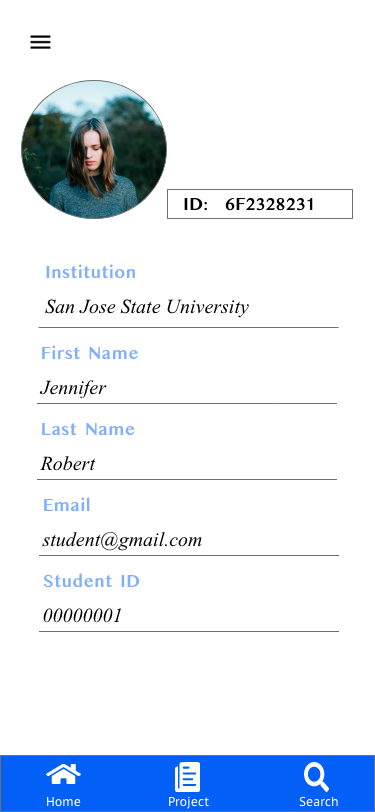 ID: 6F2328231
Institution
San Jose State University
First Name
Jennifer
Last Name
Robert
Email
student@gmail.com
Student ID
00000001
Home Project Search